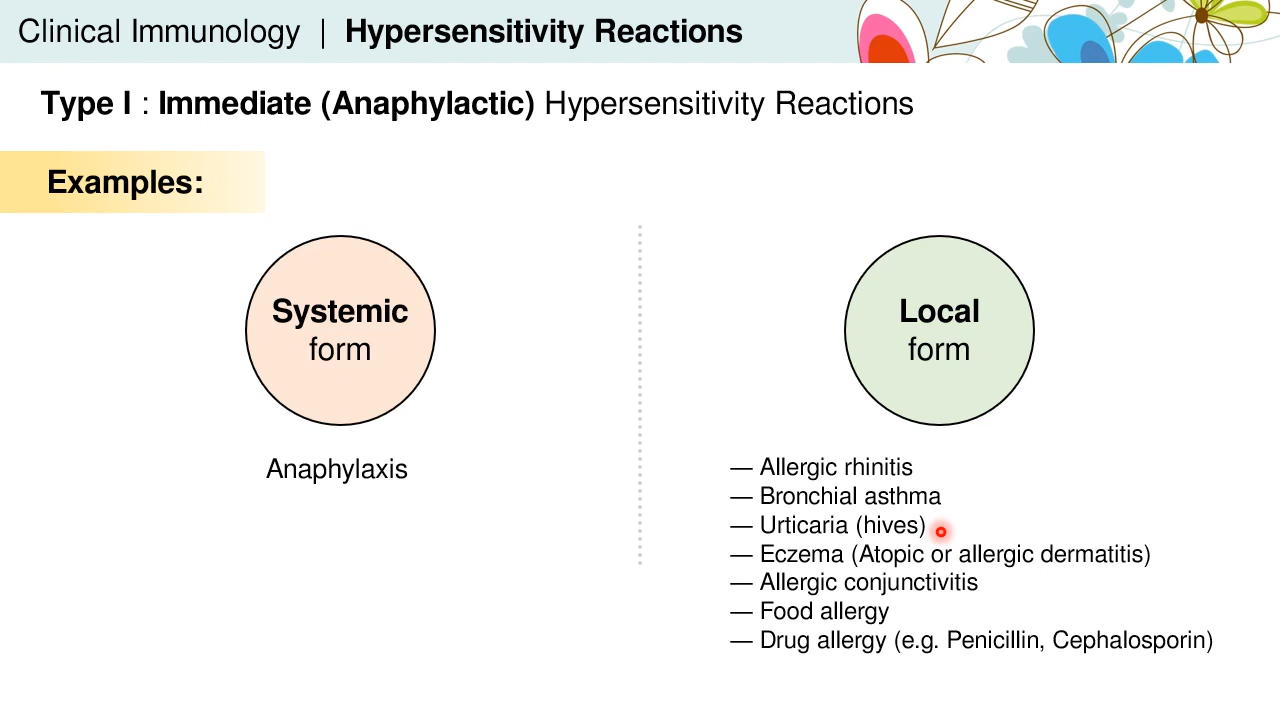 Clinical Immunology | Hypersensitivity Reactions
Type I : Immediate (Anaphylactic) Hypersensitivity Reactions
Examples:
Systemic
form
Anaphylaxis
Local
form
— Allergic rhinitis
— Bronchial asthma
— Urticaria (hives)
— Eczema (Atopic or allergic dermatitis)
— Allergic conjunctivitis
— Food allergy
— Drug allergy (e.g. Penicillin, Cephalosporin)